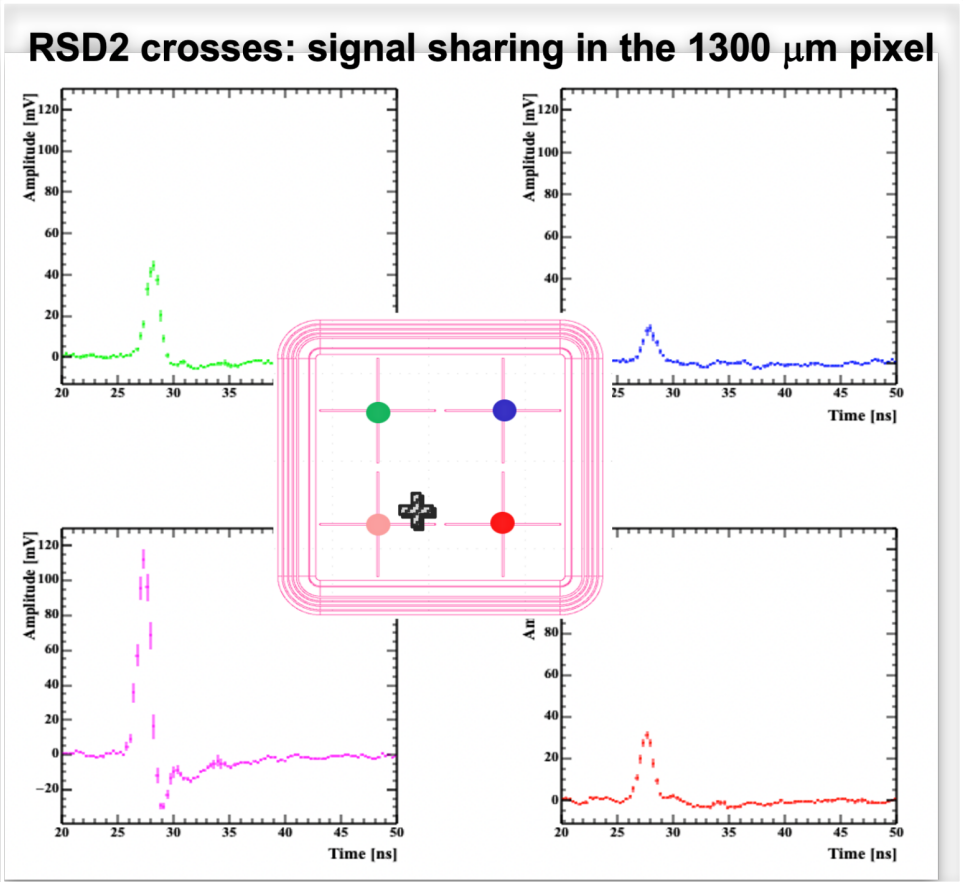 RSD2 crosses: signal sharing in the 1300 μm pixel
Amplitude [mV]
120
100
80
60
40
20
0
20 25 30 35
Amplitude [mV]
120
100
80
60
40
25 30 35 40 45 50
Time [ns]
Amplitude [mV]
120
100
80
60
40
20
0
−20
20 25 30 35 40 45 50
Time [ns]
Am
80
60
40
20
0
20 25 30 35 40 45 50
Time [ns]